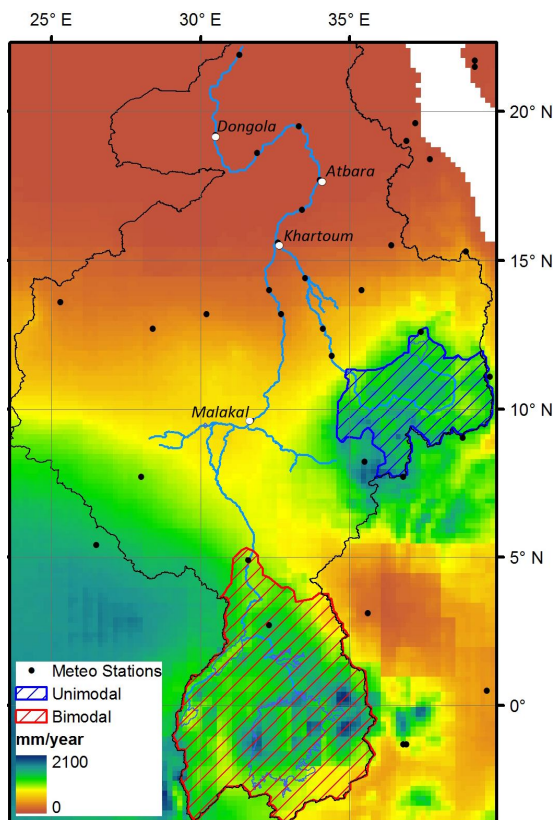 25° E 30° E 35° E
20° N
Dongola
Atbara
Khartoum
15° N
Malakal
10° N
5° N
Meteo Stations
Unimodal
0°
Bimodal
mm/year
2100
0